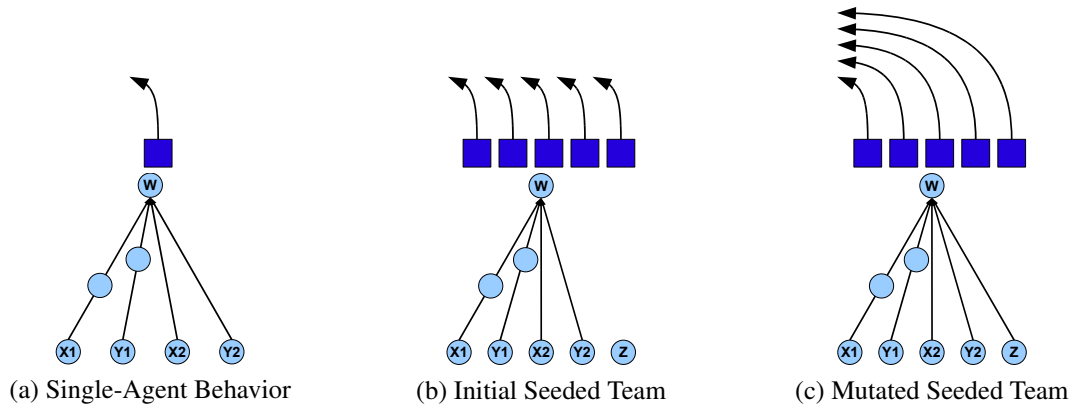 W
X1 Y1 X2 Y2
(a) Single-Agent Behavior
W
X1 Y1 X2 Y2 Z
(b) Initial Seeded Team
W
X1 Y1 X2 Y2 Z
(c) Mutated Seeded Team